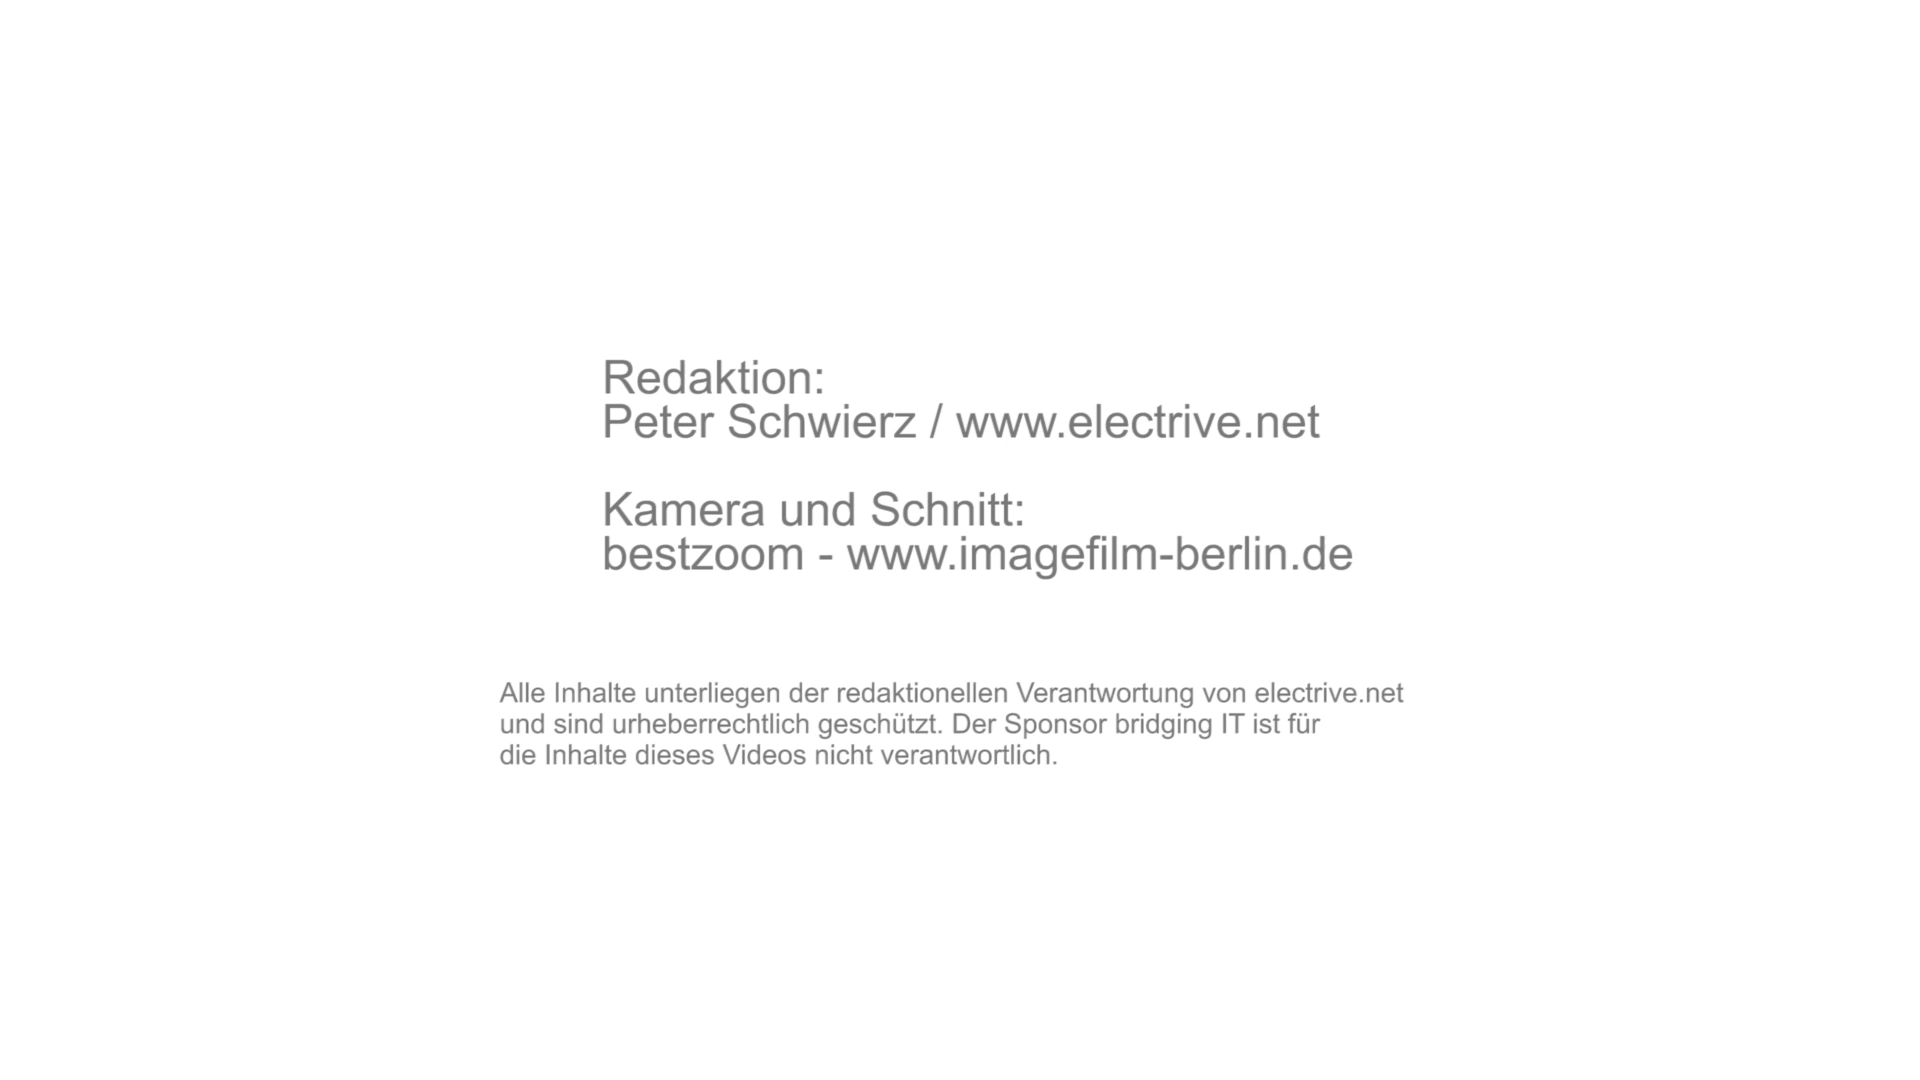 Redaktion:
Peter Schwierz / www.electrive.net
Kamera und Schnitt:
bestzoom - www.imagefilm-berlin.de
Alle Inhalte unterliegen der redaktionellen Verantwortung von electrive.net
und sind urheberrechtlich geschützt. Der Sponsor bridging IT ist für
die Inhalte dieses Videos nicht verantwortlich.